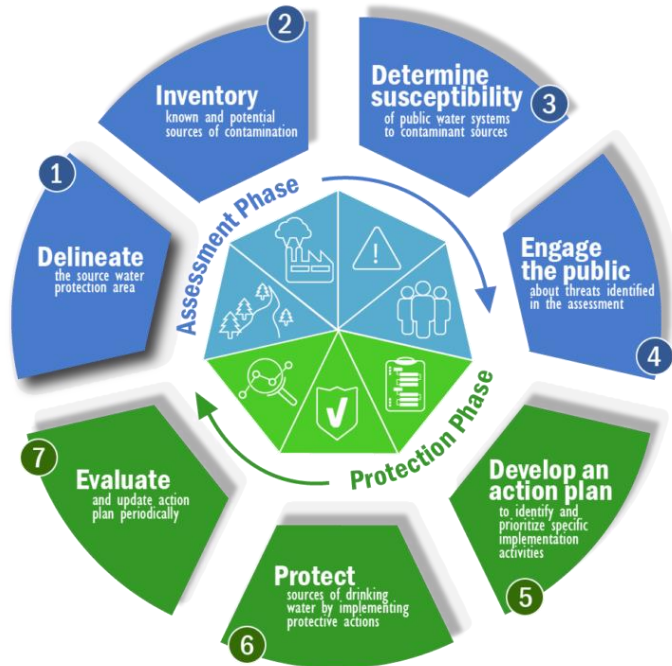 1
Delineate
the source water
protection area
2
Inventory
known and potential
sources of contamination
3
Determine
susceptibility
of public water systems
to contaminant sources
4
Engage
the public
about threats identified
in the assessment
5
Develop an
action plan
to identify and
prioritize specific
implementation
activities
6
Protect
sources of drinking
water by implementing
protective actions
7
Evaluate
and update action
plan periodically
Assessment Phase
Protection Phase